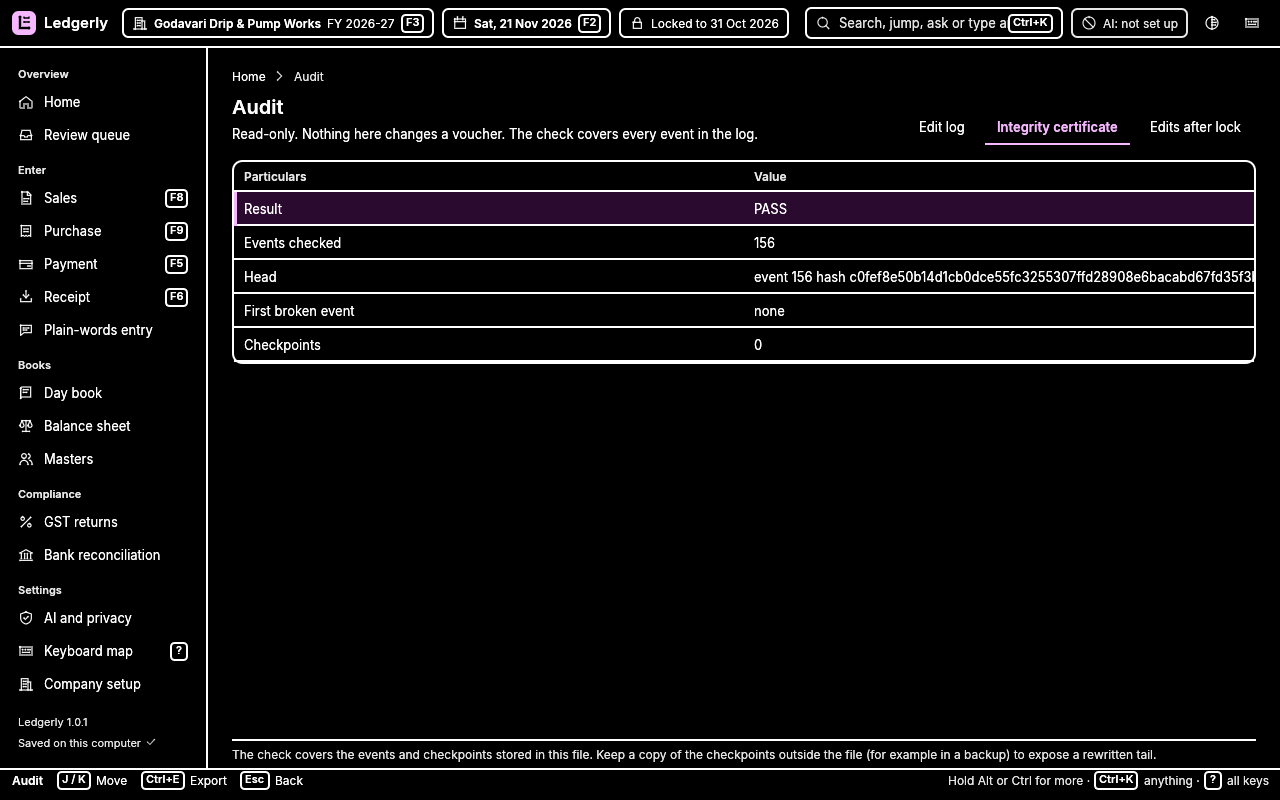 Ledgerly
Godavari Drip & Pump Works FY 2026-27 F3
Sat, 21 Nov 2026 F2
Locked to 31 Oct 2026
Search, jump, ask or type a Ctrl+K
AI: not set up
Overview
Home
Review queue
Enter
Sales F8
Purchase F9
Payment F5
Receipt F6
Plain-words entry
Books
Day book
Balance sheet
Masters
Compliance
GST returns
Bank reconciliation
Settings
AI and privacy
Keyboard map ?
Company setup
Ledgerly 1.0.1
Saved on this computer
Home Audit
Audit
Read-only. Nothing here changes a voucher. The check covers every event in the log.
Edit log Integrity certificate Edits after lock
Particulars Value
Result PASS
Events checked 156
Head event 156 hash c0fef8e50b14d1cb0dce55fc3255307ffd28908e6bacabd67fd35f3
First broken event none
Checkpoints 0
The check covers the events and checkpoints stored in this file. Keep a copy of the checkpoints outside the file (for example in a backup) to expose a rewritten tail.
Audit J / K Move Ctrl+E Export Esc Back
Hold Alt or Ctrl for more · Ctrl+K anything · ? all keys